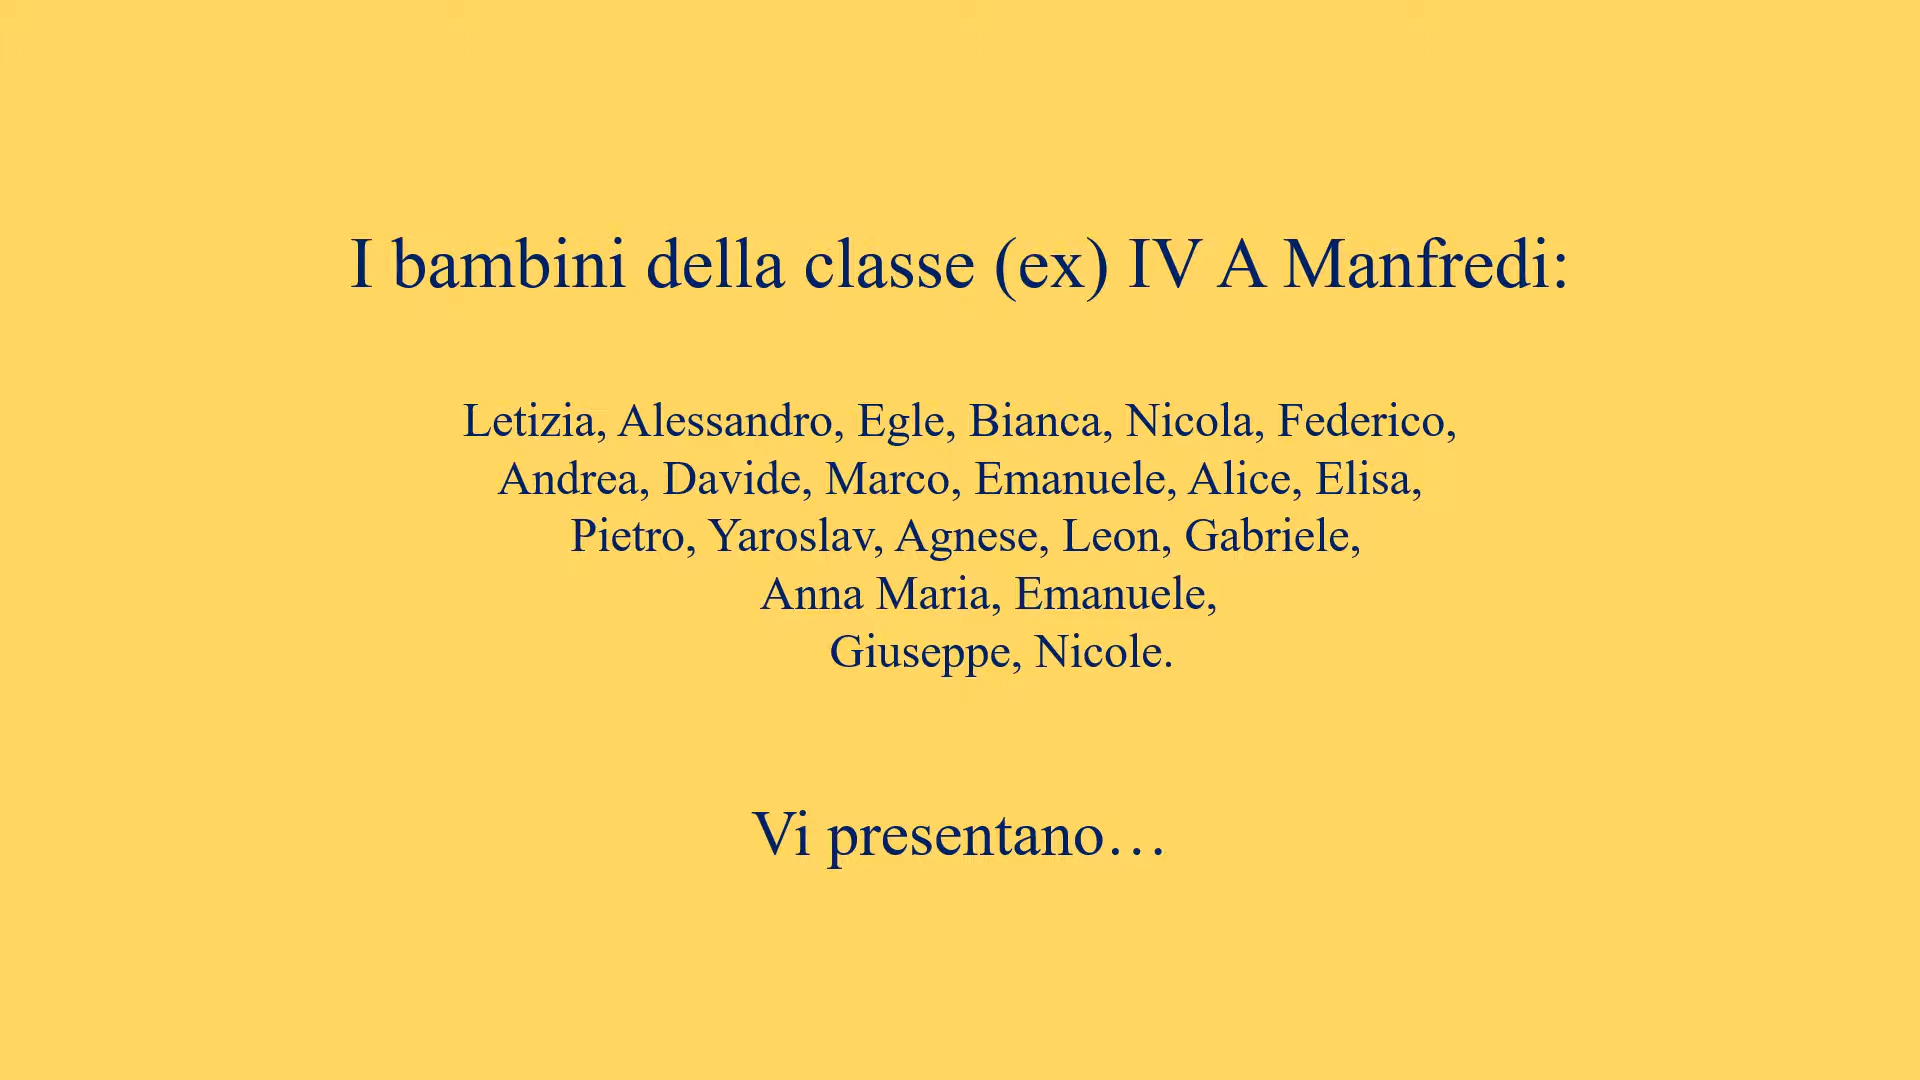 I bambini della classe (ex) IV A Manfredi:
Letizia, Alessandro, Egle, Bianca, Nicola, Federico,
Andrea, Davide, Marco, Emanuele, Alice, Elisa,
Pietro, Yaroslav, Agnese, Leon, Gabriele,
Anna Maria, Emanuele,
Giuseppe, Nicole.
Vi presentano…